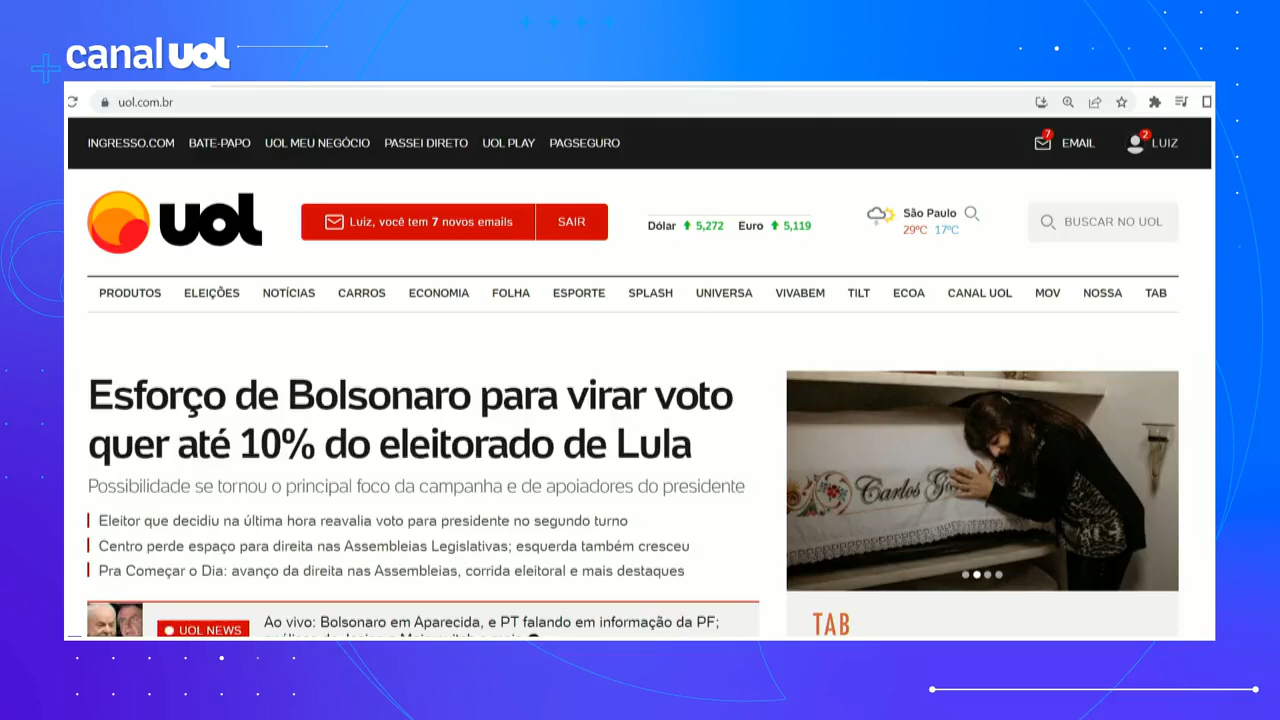 canal uol
uol.com.br
INGRESSO.COM BATE-PAPO UOL MEU NEGÓCIO PASSEI DIRETO UOL PLAY PAGSEGURO 7 EMAIL 2 LUIZ
uol Luiz, você tem 7 novos emails SAIR Dólar 5,272 Euro 5,119 São Paulo 29ºC 17ºC BUSCAR NO UOL
PRODUTOS ELEIÇÕES NOTÍCIAS CARROS ECONOMIA FOLHA ESPORTE SPLASH UNIVERSA VIVABEM TILT ECOA CANAL UOL MOV NOSSA TAB
Esforço de Bolsonaro para virar voto
quer até 10% do eleitorado de Lula
Possibilidade se tornou o principal foco da campanha e de apoiadores do presidente
Eleitor que decidiu na última hora reavalia voto para presidente no segundo turno
Centro perde espaço para direita nas Assembleias Legislativas; esquerda também cresceu
Pra Começar o Dia: avanço da direita nas Assembleias, corrida eleitoral e mais destaques
Carlos
UOL NEWS
Ao vivo: Bolsonaro em Aparecida, e PT falando em informação da PF;
TAB